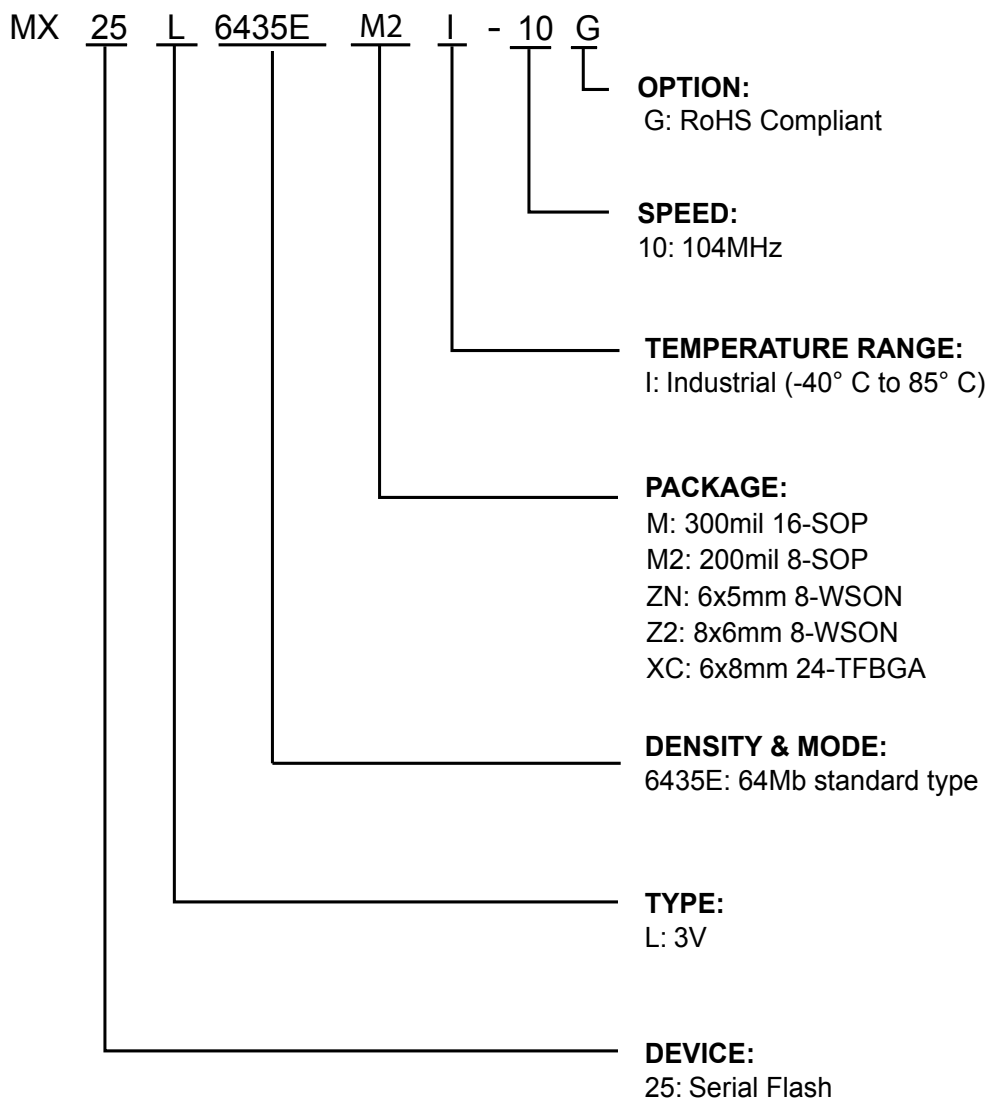 MX 25 L 6435E M2 I - 10 G
OPTION:
G: RoHS Compliant
SPEED:
10: 104MHz
TEMPERATURE RANGE:
I: Industrial (-40° C to 85° C)
PACKAGE:
M: 300mil 16-SOP
M2: 200mil 8-SOP
ZN: 6x5mm 8-WSON
Z2: 8x6mm 8-WSON
XC: 6x8mm 24-TFBGA
DENSITY & MODE:
6435E: 64Mb standard type
TYPE:
L: 3V
DEVICE:
25: Serial Flash